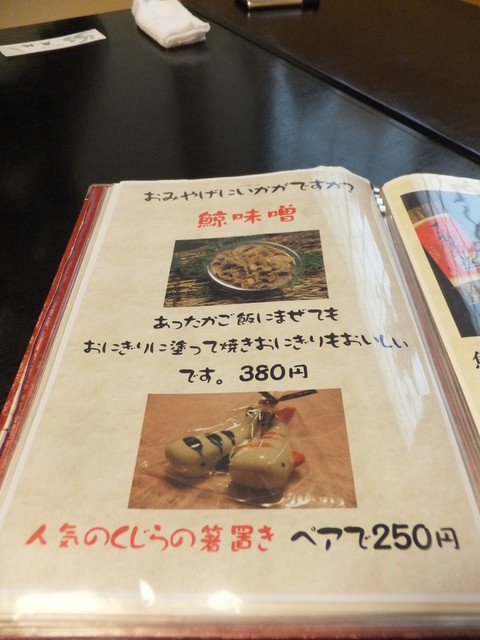 おみやげにいかがですか？
鯨味噌
あったかご飯にまぜても
おにぎりに塗って焼きおにぎりもおいしい
です。380円
人気のくじらの箸置き ペアで250円